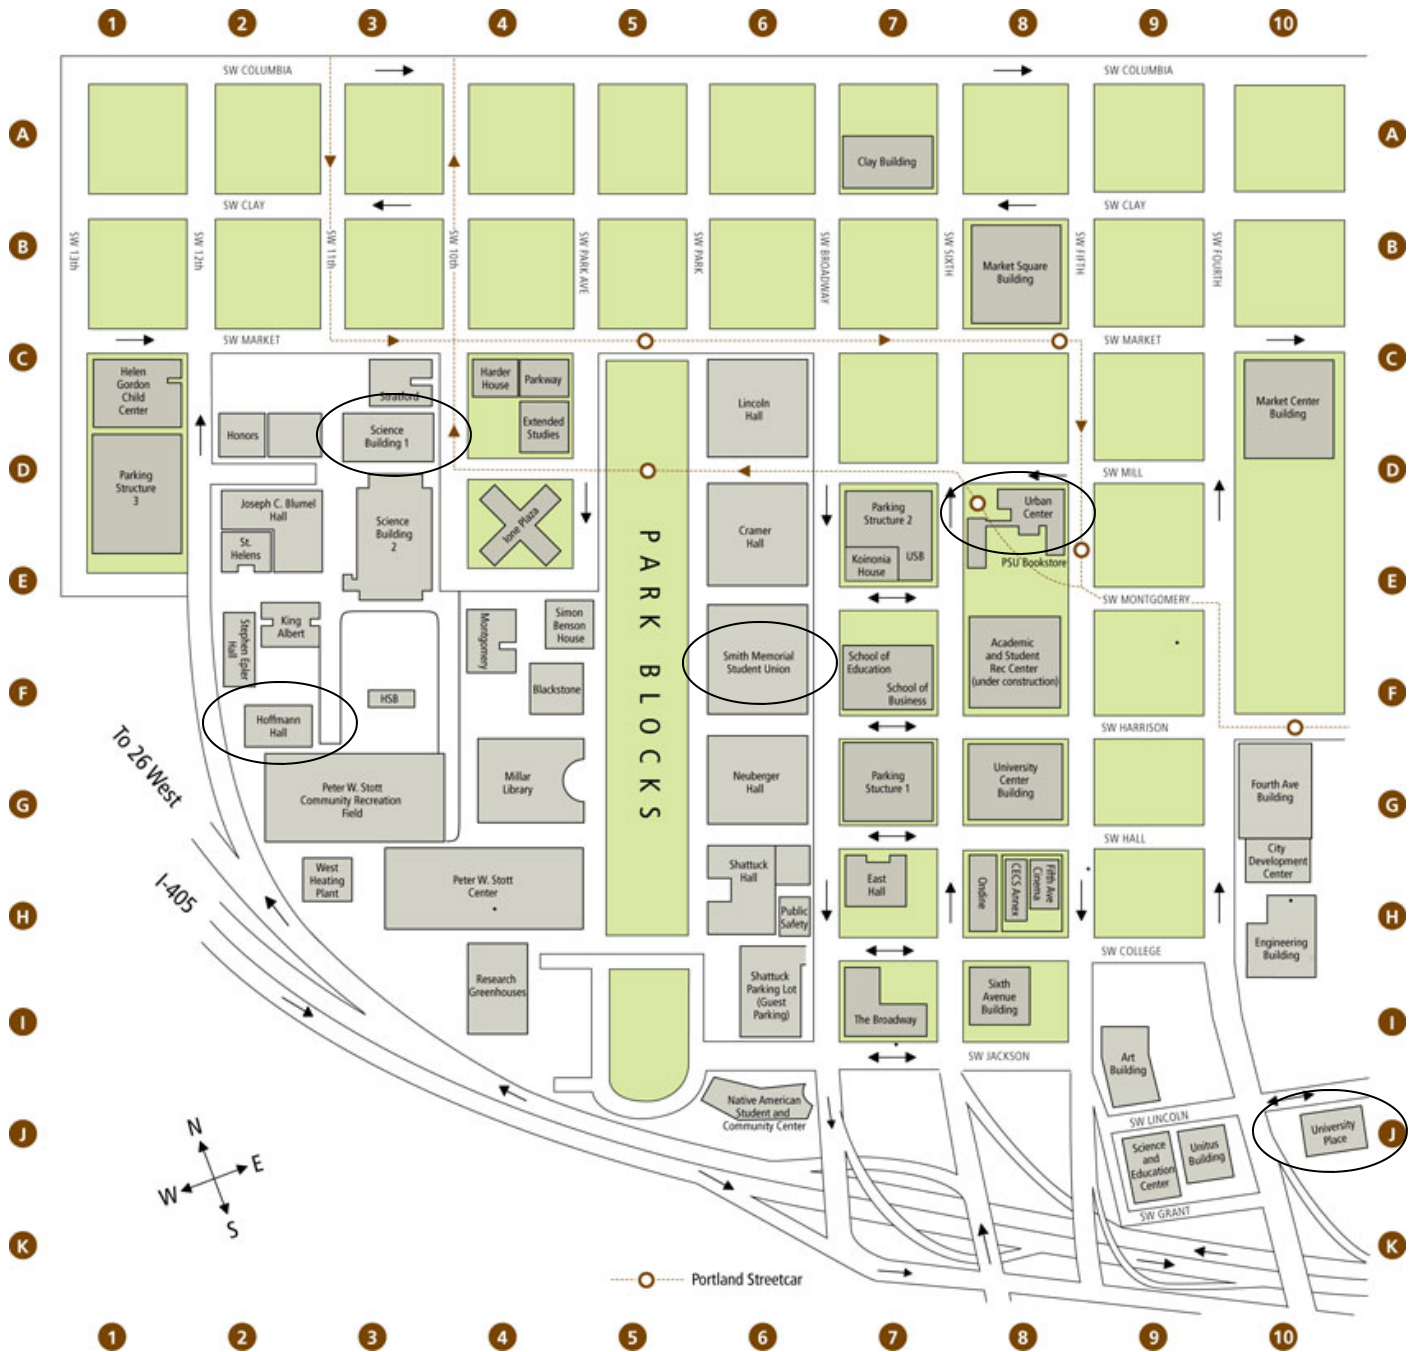 1 2 3 4 5 6 7 8 9 10
SW COLUMBIA
SW COLUMBIA
A
A
Clay Building
SW CLAY
SW CLAY
B
B
SW 13th
SW 12th
SW 11th
SW 10th
SW PARK AVE
SW PARK
SW BROADWAY
SW SIXTH
SW FIFTH
SW FOURTH
Market Square
Building
SW MARKET
SW MARKET
C
C
Helen
Gordon
Child
Center
Stratford
Harder
House
Parkway
Extended
Studies
Lincoln
Hall
Market Center
Building
Honors
Science
Building 1
D
D
SW MILL
Parking
Structure
3
Joseph C. Blumel
Hall
St.
Helens
Science
Building
2
Ione Plaza
PARK BLOCKS
Cramer
Hall
Parking
Structure 2
Koinonia
House
USB
Urban
Center
PSU Bookstore
E
E
SW MONTGOMERY
Stephen Epler
Hall
King
Albert
Montgomery
Simon
Benson
House
Blackstone
HSB
Smith Memorial
Student Union
School of
Education
School of
Business
Academic
and Student
Rec Center
(under construction)
F
F
Hoffmann
Hall
SW HARRISON
To 26 West
Peter W. Stott
Community Recreation
Field
Millar
Library
Neuberger
Hall
Parking
Stucture 1
University
Center
Building
Fourth Ave
Building
G
G
SW HALL
City
Development
Center
West
Heating
Plant
Peter W. Stott
Center
Shattuck
Hall
Public
Safety
East
Hall
Ondine
CECS Annex
Fifth Ave
Cinema
I-405
H
H
Engineering
Building
SW COLLEGE
Research
Greenhouses
Shattuck
Parking Lot
(Guest
Parking)
The Broadway
Sixth
Avenue
Building
I
I
SW JACKSON
Art
Building
Native American
Student and
Community Center
SW LINCOLN
University
Place
J
J
Science
and
Education
Center
Unitus
Building
SW GRANT
N
E
W
S
K
K
Portland Streetcar
1 2 3 4 5 6 7 8 9 10